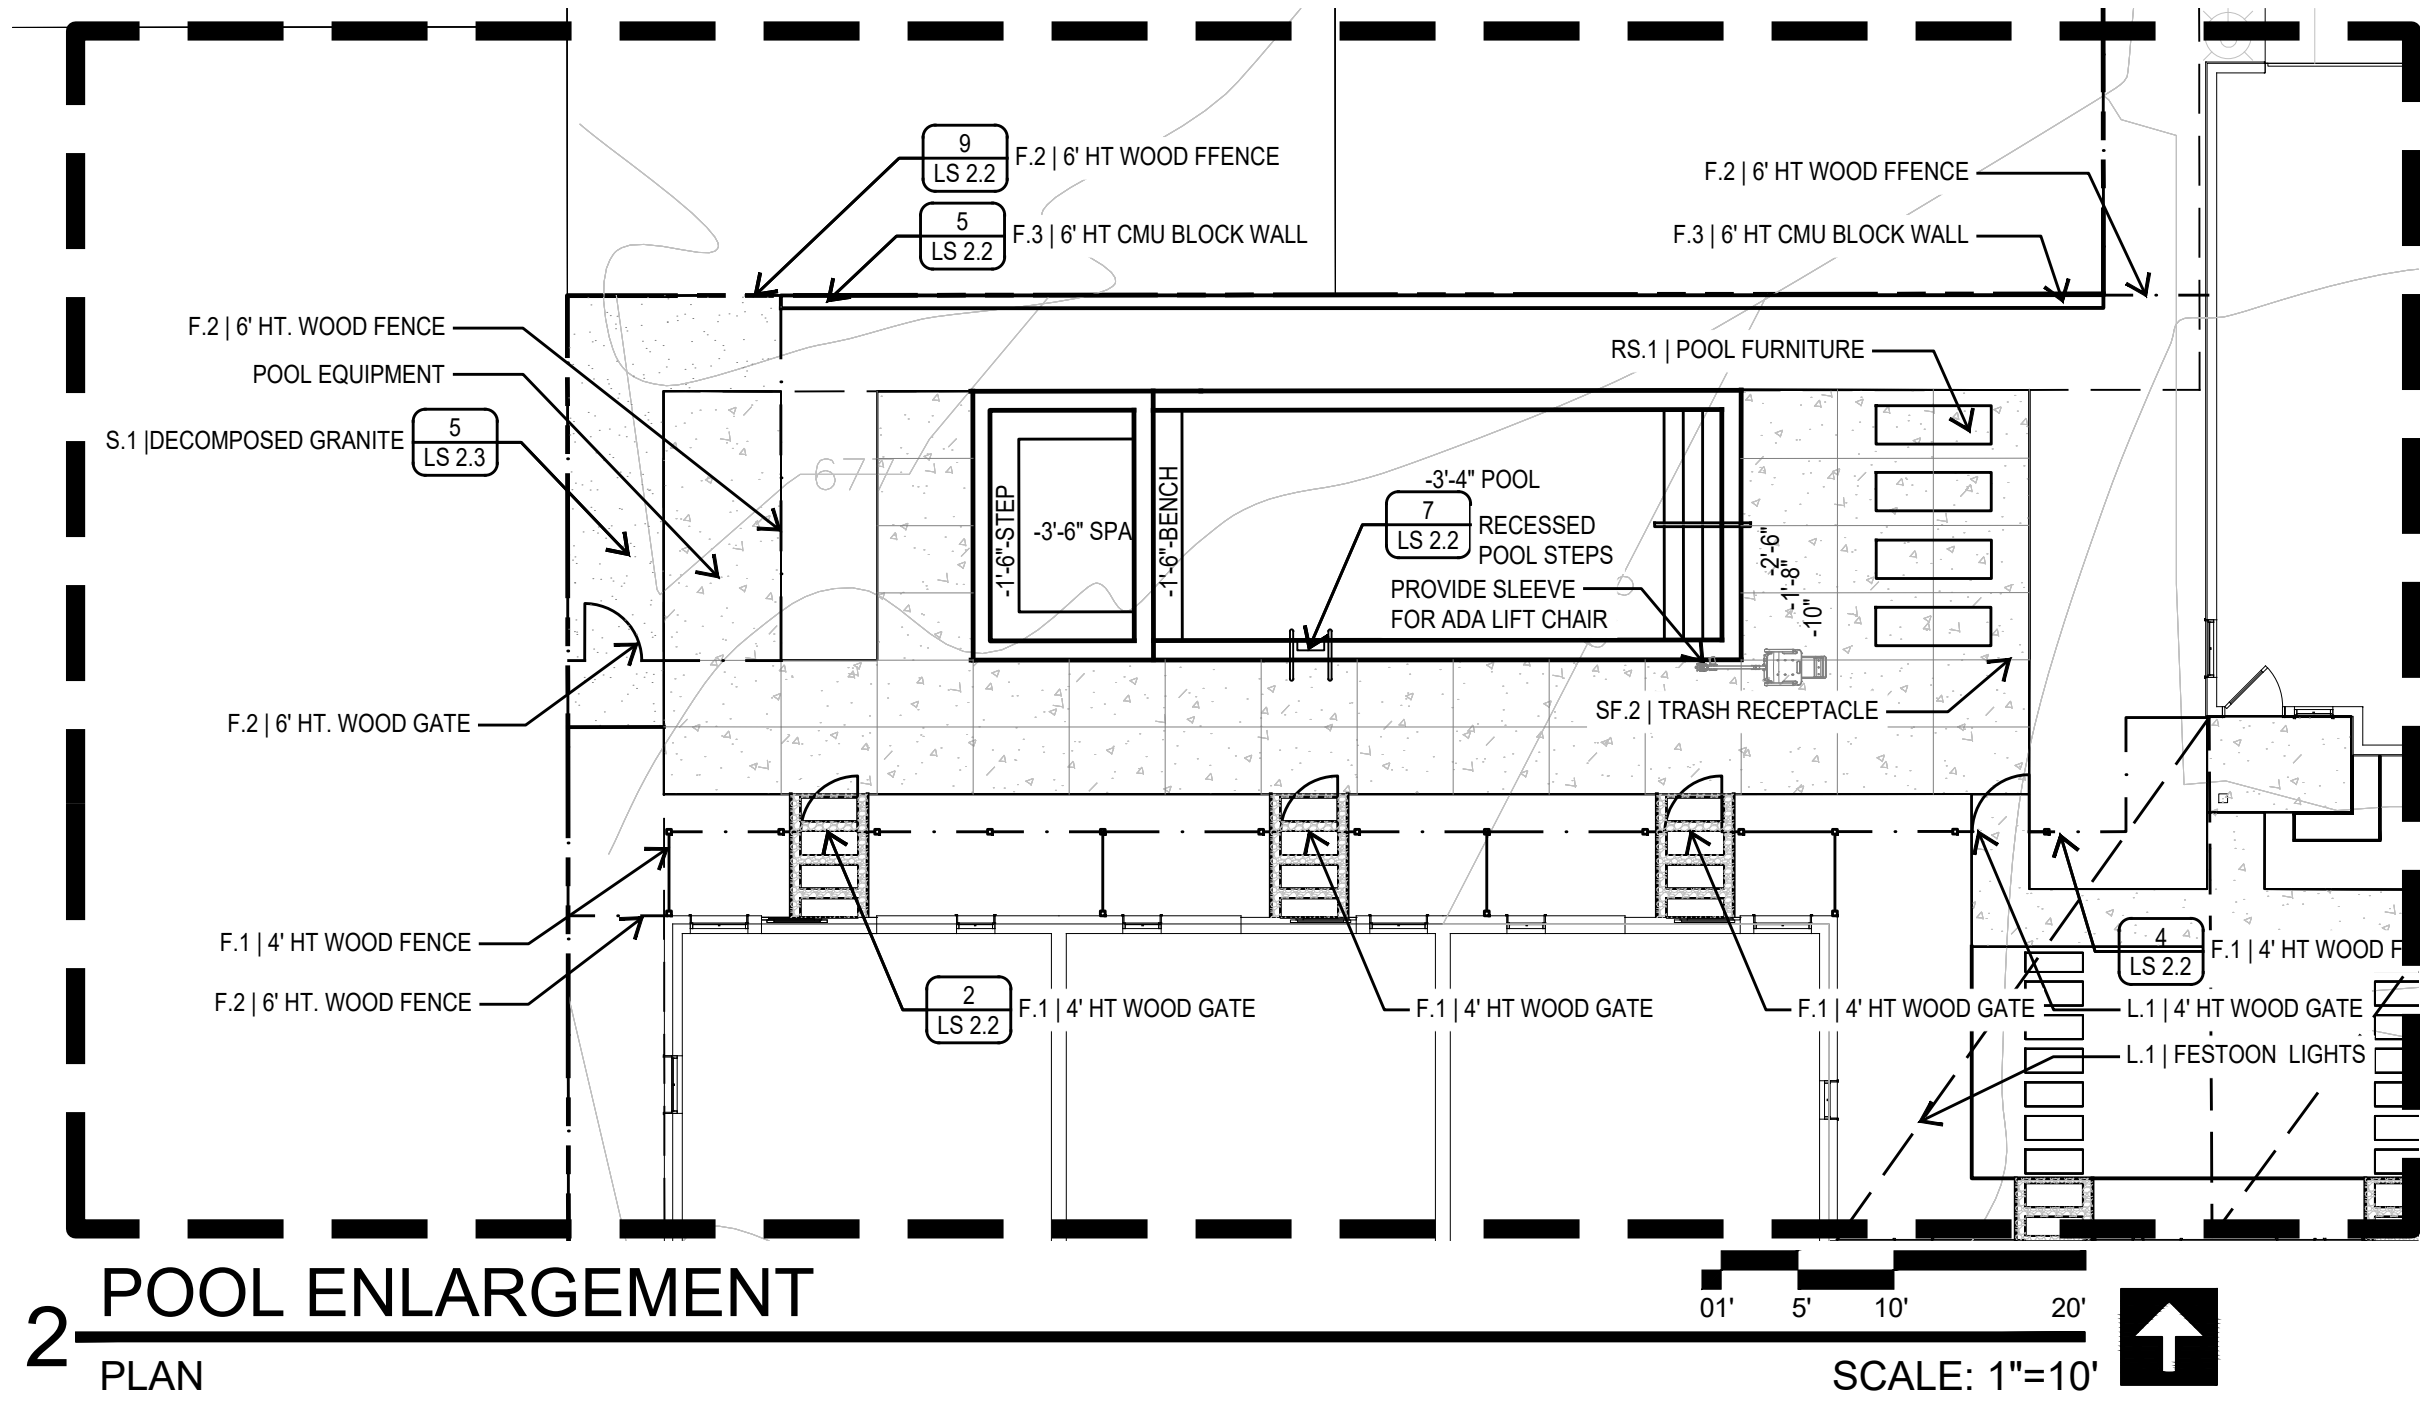 9
LS 2.2
F.2 | 6' HT WOOD FFENCE
5
LS 2.2
F.3 | 6' HT CMU BLOCK WALL
F.2 | 6' HT WOOD FFENCE
F.3 | 6' HT CMU BLOCK WALL
F.2 | 6' HT. WOOD FENCE
POOL EQUIPMENT
S.1 |DECOMPOSED GRANITE
5
LS 2.3
RS.1 | POOL FURNITURE
677
-1'-6"-STEP
-3'-6" SPA
-1'-6"-BENCH
-3'-4" POOL
7
LS 2.2
RECESSED
POOL STEPS
PROVIDE SLEEVE
FOR ADA LIFT CHAIR
-2'-6"
-1'-8"
-10"
F.2 | 6' HT. WOOD GATE
SF.2 | TRASH RECEPTACLE
F.1 | 4' HT WOOD FENCE
F.2 | 6' HT. WOOD FENCE
2
LS 2.2
F.1 | 4' HT WOOD GATE
F.1 | 4' HT WOOD GATE
F.1 | 4' HT WOOD GATE
4
LS 2.2
F.1 | 4' HT WOOD F
L.1 | 4' HT WOOD GATE
L.1 | FESTOON LIGHTS
2
POOL ENLARGEMENT
PLAN
01' 5' 10' 20'
SCALE: 1"=10'